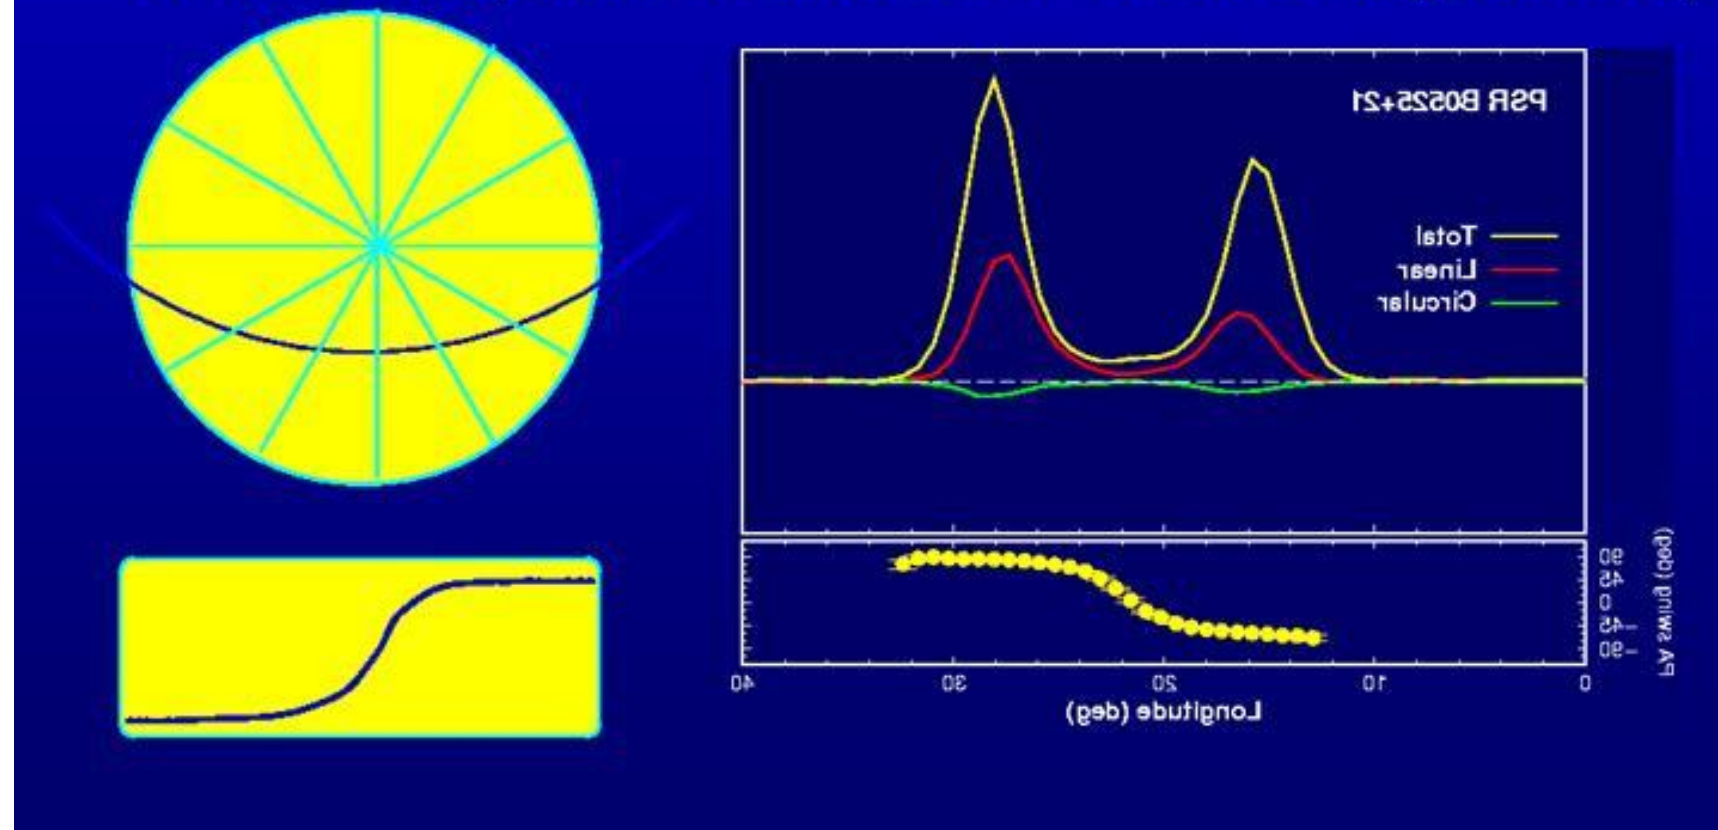 PSR B0525+21
Total
Linear
Circular
90
45
0
-45
-90
PA swing (deg)
0
10
20
30
40
Longitude (deg)